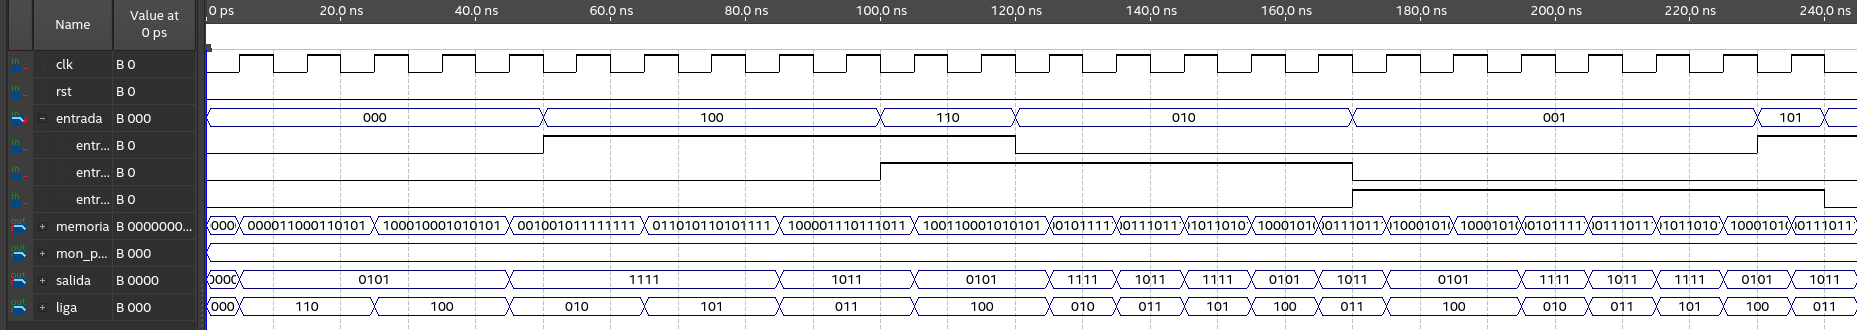 Name
Value at
0 ps
0 ps 20.0 ns 40.0 ns 60.0 ns 80.0 ns 100.0 ns 120.0 ns 140.0 ns 160.0 ns 180.0 ns 200.0 ns 220.0 ns 240.0 ns
in clk B 0
in rst B 0
in entrada B 000 000 100 110 010 001 101
in entr... B 0
in entr... B 0
in entr... B 0
out memoria B 0000000... 000 000011000110101 100010001010101 001001011111111 011010110101111 100001110111011 100110001010101 0101111 0111011 1011010 1000101 0111011 1000101 1000101 0101111 0111011 1011010 1000101 0111011
out mon_p... B 000
out salida B 0000 0000 0101 1111 1011 0101 1111 1011 1111 0101 1011 0101 1111 1011 1111 0101 1011
out liga B 000 000 110 100 010 101 011 100 010 011 101 100 011 100 010 011 101 100 011